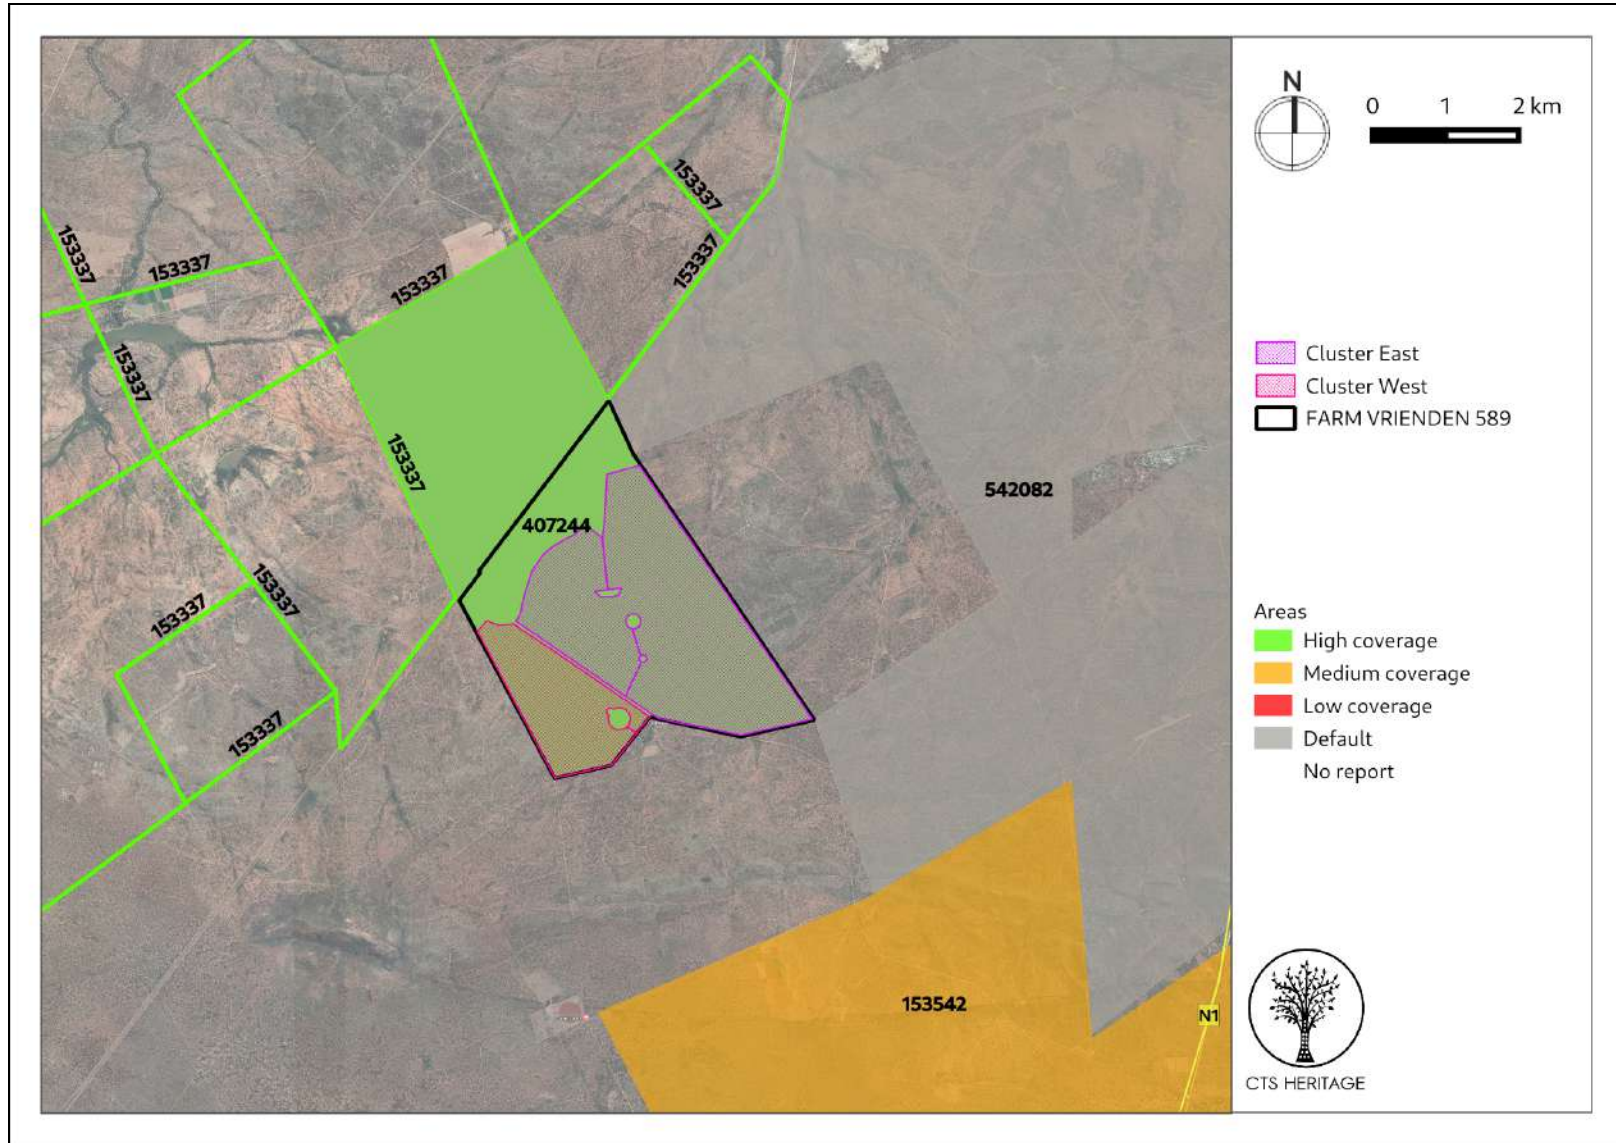 153337
153337
153337
153337
153337
153337
153337
153337
153337
153337
153337
407244
542082
153542
N1
N
0 1 2 km
Cluster East
Cluster West
FARM VRIENDEN 589
Areas
High coverage
Medium coverage
Low coverage
Default
No report
CTS HERITAGE